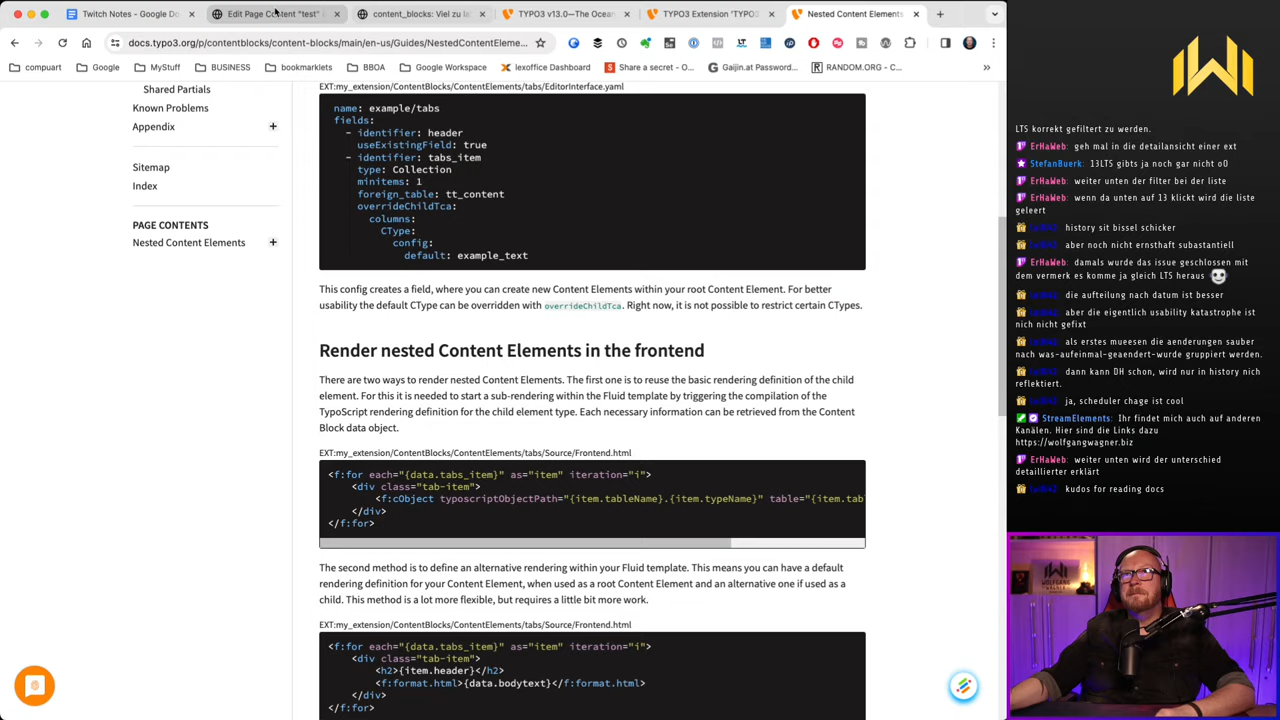 Twitch Notes - Google Do
Edit Page Content "test"
content_blocks: Viel zu la
TYPO3 v13.0—The Ocean
TYPO3 Extension 'TYPO3
Nested Content Elements
docs.typo3.org/p/contentblocks/content-blocks/main/en-us/Guides/NestedContentEleme...
compuart
Google
MyStuff
BUSINESS
bookmarklets
BBOA
Google Workspace
lexoffice Dashboard
Share a secret - O...
Gaijin.at Password...
RANDOM.ORG - C...
»
Shared Partials
Known Problems
Appendix
Sitemap
Index
PAGE CONTENTS
Nested Content Elements
EXT:my_extension/ContentBlocks/ContentElements/tabs/EditorInterface.yaml
name: example/tabs
fields:
- identifier: header
useExistingField: true
- identifier: tabs_item
type: Collection
minitems: 1
foreign_table: tt_content
overrideChildTca:
columns:
CType:
config:
default: example_text
This config creates a field, where you can create new Content Elements within your root Content Element. For better
usability the default CType can be overridden with overrideChildTca. Right now, it is not possible to restrict certain CTypes.
Render nested Content Elements in the frontend
There are two ways to render nested Content Elements. The first one is to reuse the basic rendering definition of the child
element. For this it is needed to start a sub-rendering within the Fluid template by triggering the compilation of the
TypoScript rendering definition for the child element type. Each necessary information can be retrieved from the Content
Block data object.
EXT:my_extension/ContentBlocks/ContentElements/tabs/Source/Frontend.html
<f:for each="{data.tabs_item}" as="item" iteration="i">
<div class="tab-item">
<f:cObject typoscriptObjectPath="{item.tableName}.{item.typeName}" table="{item.tab
</div>
</f:for>
The second method is to define an alternative rendering within your Fluid template. This means you can have a default
rendering definition for your Content Element, when used as a root Content Element and an alternative one if used as a
child. This method is a lot more flexible, but requires a little bit more work.
EXT:my_extension/ContentBlocks/ContentElements/tabs/Source/Frontend.html
<f:for each="{data.tabs_item}" as="item" iteration="i">
<div class="tab-item">
<h2>{item.header}</h2>
<f:format.html>{data.bodytext}</f:format.html>
</div>
</f:for>
LTS korrekt gefiltert zu werden.
ErHaWeb: geh mal in die detailansicht einer ext
StefanBuerk: 13LTS gibts ja noch gar nicht oO
ErHaWeb: weiter unten der filter bei der liste
ErHaWeb: wenn da unten auf 13 klickt wird die liste
geleert
history sit bissel schicker
aber noch nicht ernsthaft subastantiell
ErHaWeb: damals wurde das issue geschlossen mit
dem vermerk es komme ja gleich LTS heraus
die aufteilung nach datum ist besser
aber die eigentlich usability katastrophe ist
nich nicht gefixt
als erstes mueesen die aenderungen sauber
nach was-aufeinmal-geaendert-wurde gruppiert werden.
dann kann DH schon, wird nur in history nich
reflektiert.
ja, scheduler chage ist cool
StreamElements: Ihr findet mich auch auf anderen
Kanälen. Hier sind die Links dazu
https://wolfgangwagner.biz
ErHaWeb: weiter unten wird der unterschied
detaillierter erklärt
kudos for reading docs